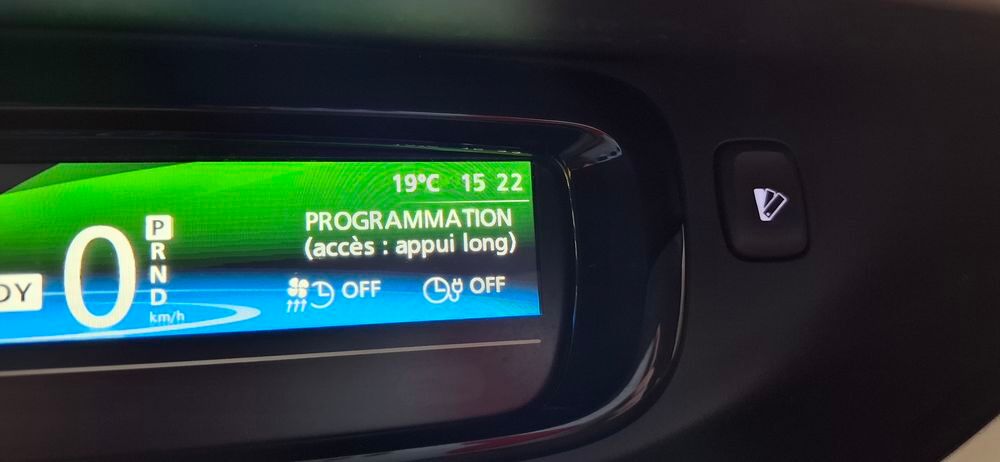 19°C 15 22
PROGRAMMATION
(accès : appui long)
OFF OFF
DY 0 P
R
N
D
km/h